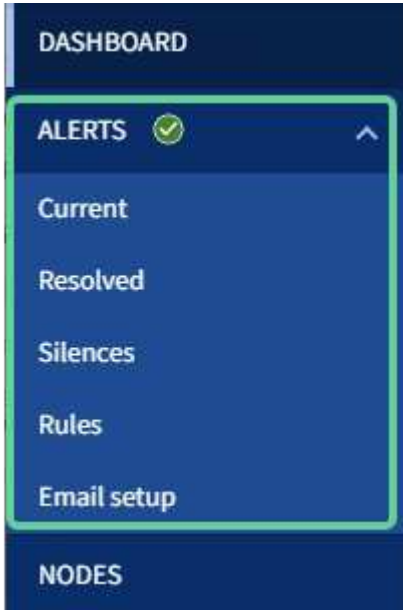 DASHBOARD
ALERTS
Current
Resolved
Silences
Rules
Email setup
NODES